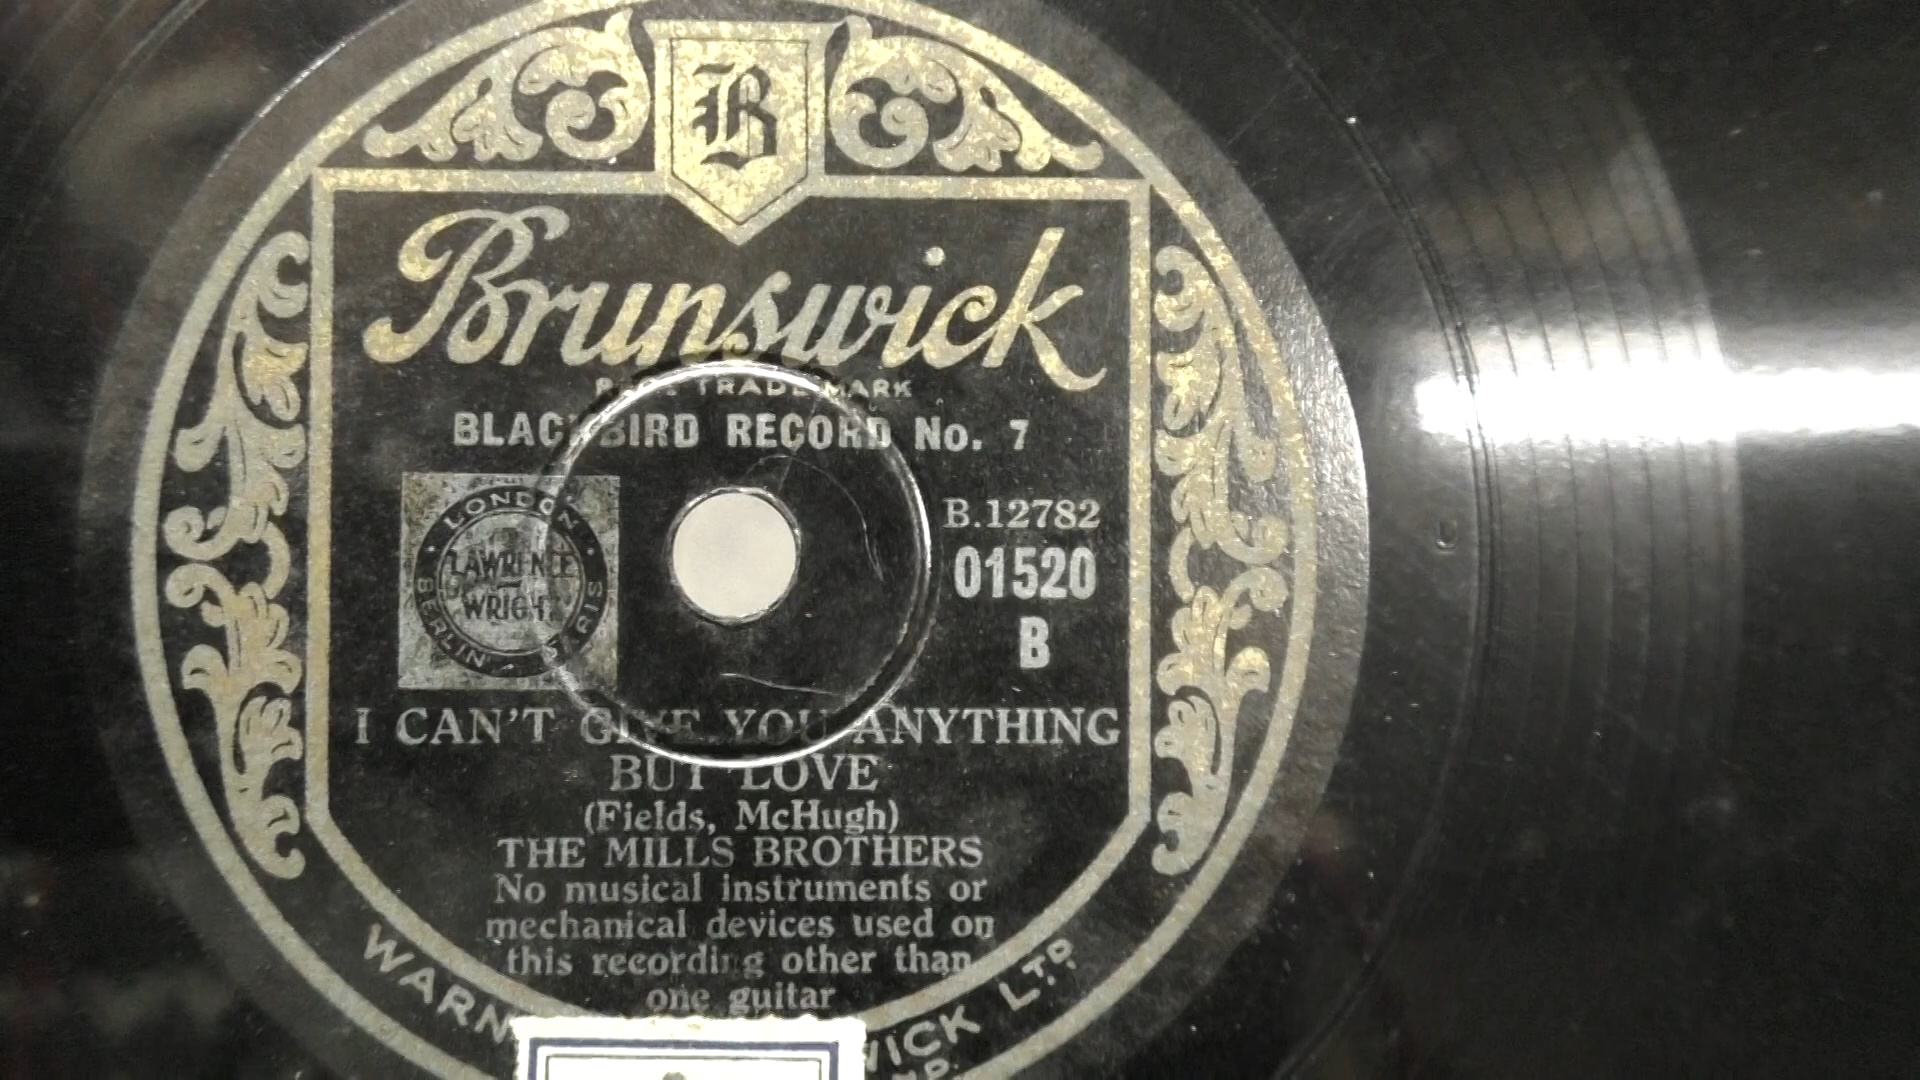 B
Brunswick
REG. TRADE MARK
BLACKBIRD RECORD No. 7
LONDON
LAWRENCE
WRIGHT
BERLIN - PARIS
B.12782
01520
B
I CAN'T GIVE YOU ANYTHING
BUT LOVE
(Fields, McHugh)
THE MILLS BROTHERS
No musical instruments or
mechanical devices used on
this recording other than
one guitar
LTD